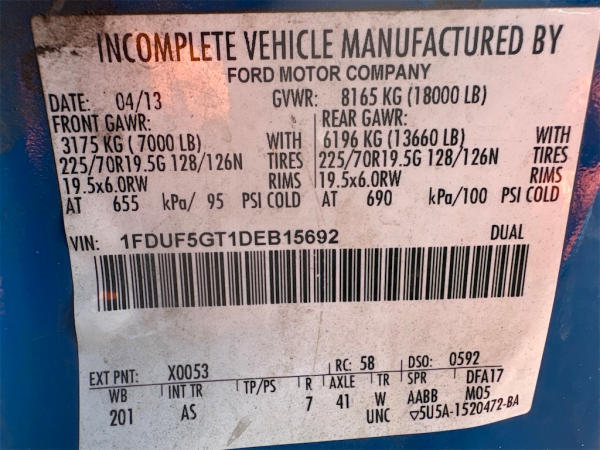 INCOMPLETE VEHICLE MANUFACTURED BY
FORD MOTOR COMPANY
DATE: 04/13 GVWR: 8165 KG (18000 LB)
FRONT GAWR: REAR GAWR:
3175 KG (7000 LB) WITH 6196 KG (13660 LB) WITH
225/70R19.5G 128/126N TIRES 225/70R19.5G 128/126N TIRES
19.5x6.0RW RIMS 19.5x6.0RW RIMS
AT 655 kPa/ 95 PSI COLD AT 690 kPa/100 PSI COLD
VIN: 1FDUF5GT1DEB15692 DUAL
EXT PNT: X0053 RC: 58 DSO: 0592
WB INT TR TP/PS R AXLE TR SPR DFA17
201 AS 7 41 W AABB M05
UNC ▽5U5A-1520472-BA